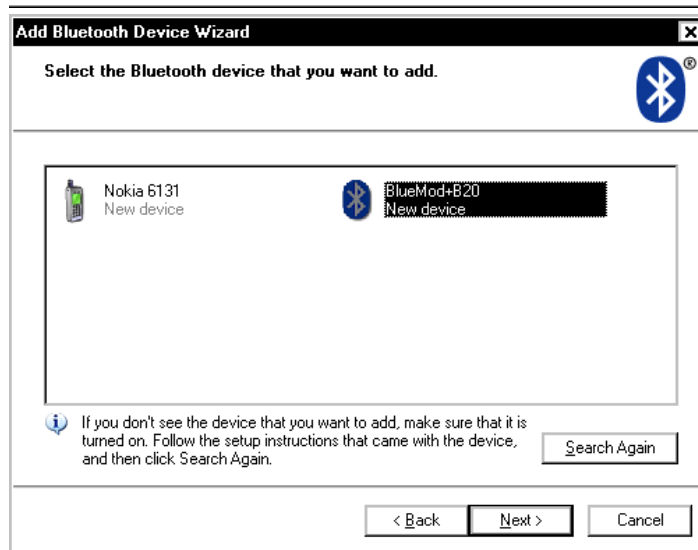 Add Bluetooth Device Wizard
Select the Bluetooth device that you want to add.
®
Nokia 6131
New device
BlueMod+B20
New device
If you don't see the device that you want to add, make sure that it is
turned on. Follow the setup instructions that came with the device,
and then click Search Again.
Search Again
< Back
Next >
Cancel